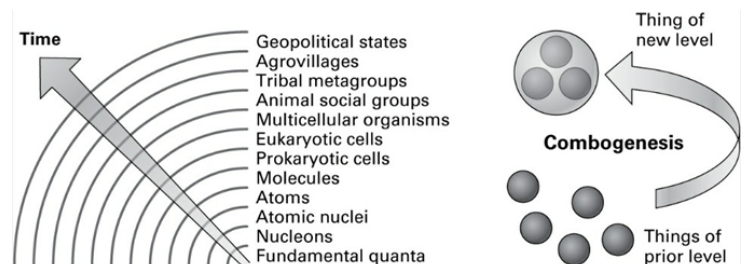 Time
Geopolitical states
Agrovillages
Tribal metagroups
Animal social groups
Multicellular organisms
Eukaryotic cells
Prokaryotic cells
Molecules
Atoms
Atomic nuclei
Nucleons
Fundamental quanta
Thing of
new level
Combogenesis
Things of
prior level